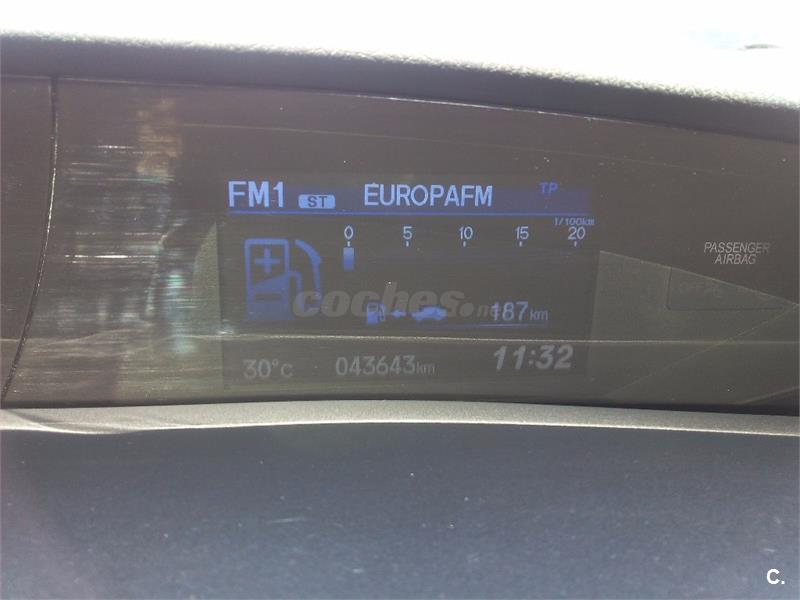 FM1 ST EUROPAFM TP
l/100km
0 5 10 15 20
PASSENGER
AIRBAG
OFF
coches.net
187km
30°C 043643km 11:32
C.